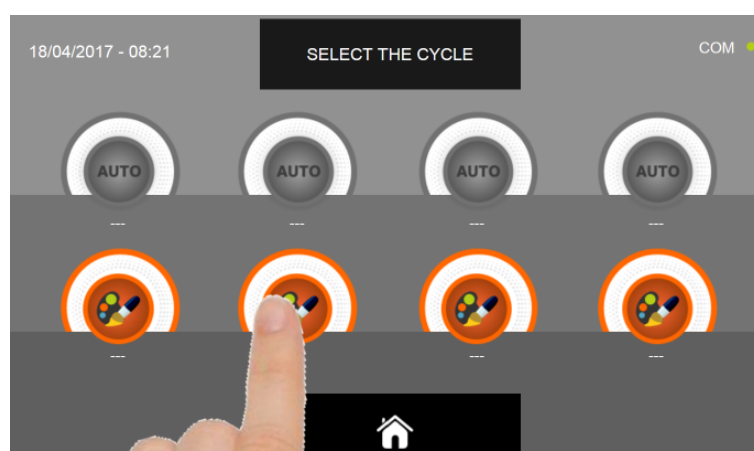 18/04/2017 - 08:21
SELECT THE CYCLE
COM
AUTO AUTO AUTO AUTO
--- --- --- ---
--- --- ---